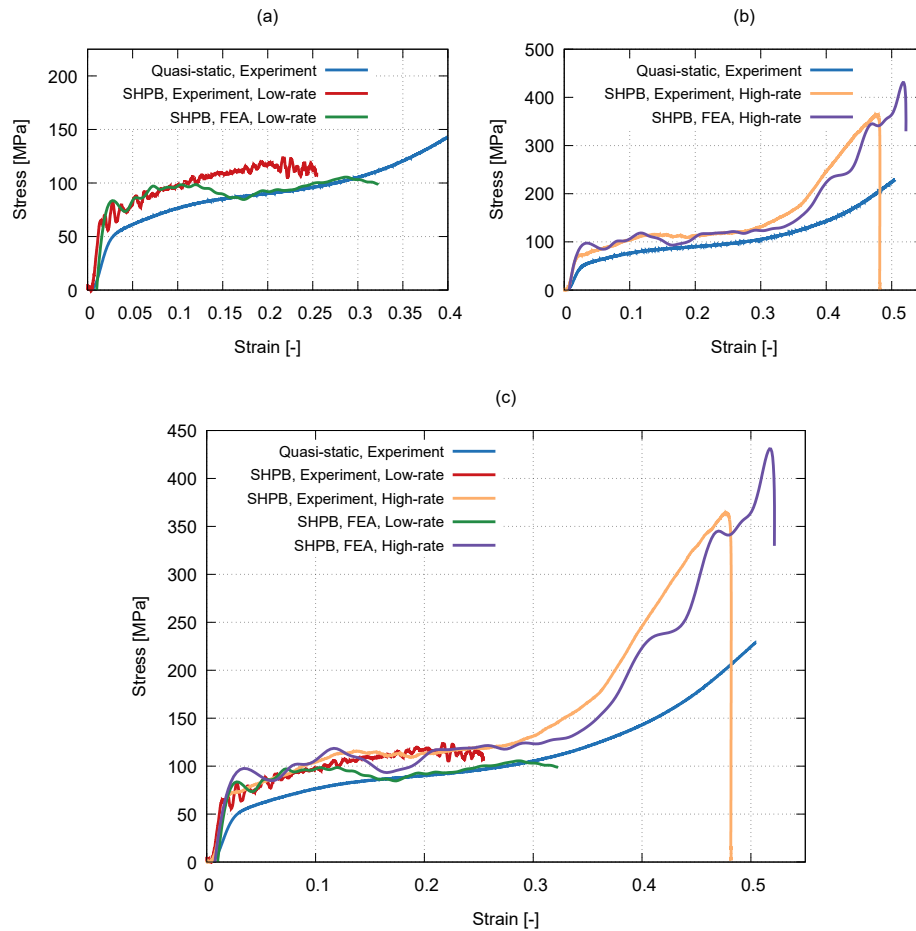 (a)
Stress [MPa]
200
150
100
50
0
Quasi-static, Experiment
SHPB, Experiment, Low-rate
SHPB, FEA, Low-rate
0 0.05 0.1 0.15 0.2 0.25 0.3 0.35 0.4
Strain [-]
(b)
Stress [MPa]
500
400
300
200
100
0
Quasi-static, Experiment
SHPB, Experiment, High-rate
SHPB, FEA, High-rate
0 0.1 0.2 0.3 0.4 0.5
Strain [-]
(c)
Stress [MPa]
450
400
350
300
250
200
150
100
50
0
Quasi-static, Experiment
SHPB, Experiment, Low-rate
SHPB, Experiment, High-rate
SHPB, FEA, Low-rate
SHPB, FEA, High-rate
0 0.1 0.2 0.3 0.4 0.5
Strain [-]